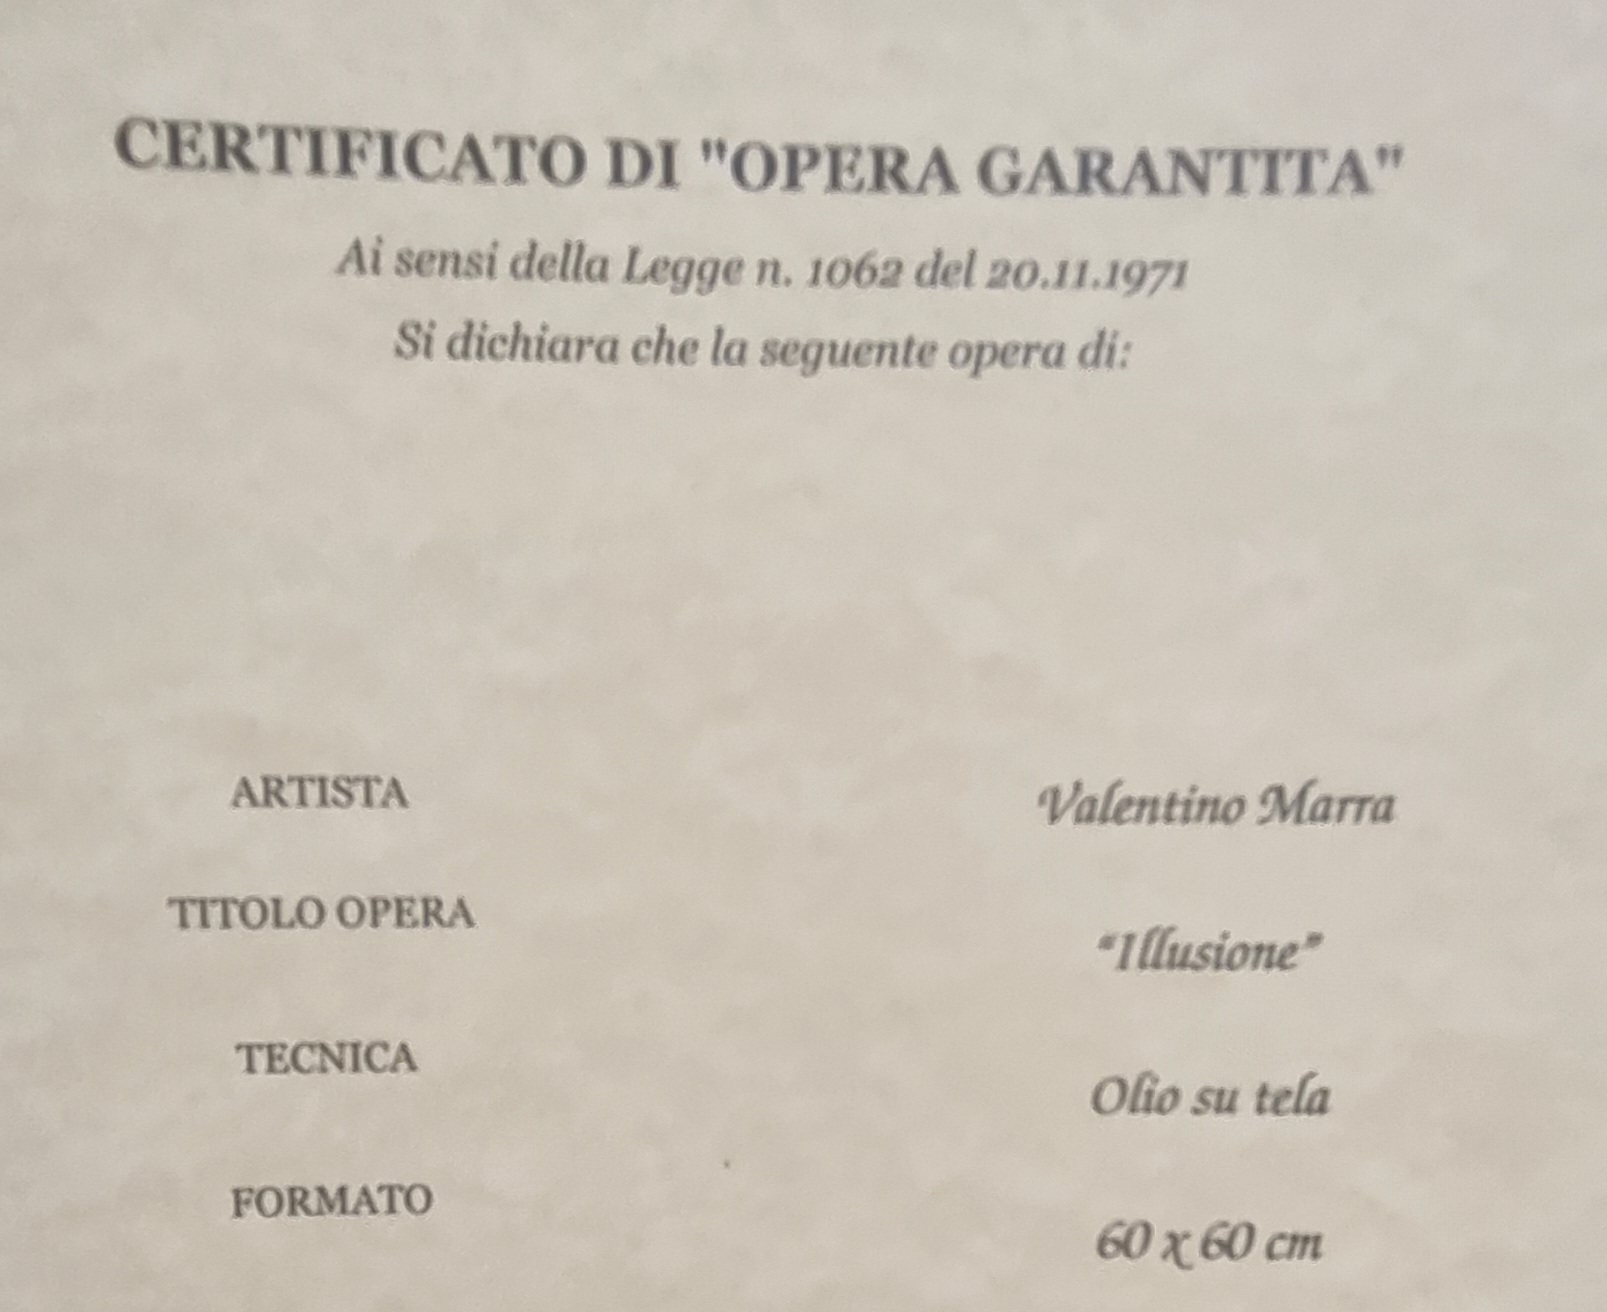 CERTIFICATO DI "OPERA GARANTITA"
Ai sensi della Legge n. 1062 del 20.11.1971
Si dichiara che la seguente opera di:
ARTISTA Valentino Marra
TITOLO OPERA “Illusione”
TECNICA Olio su tela
FORMATO 60 x 60 cm